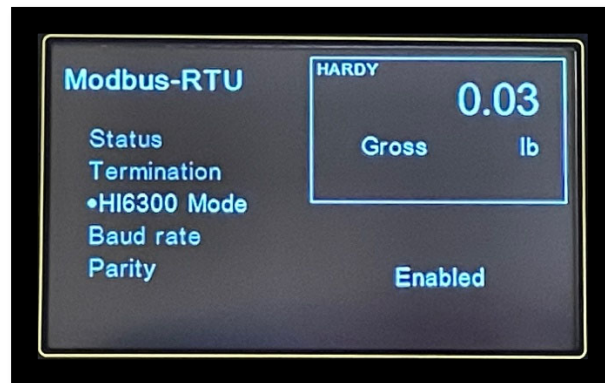 Modbus-RTU
Status
Termination
•HI6300 Mode
Baud rate
Parity
HARDY
0.03
Gross lb
Enabled